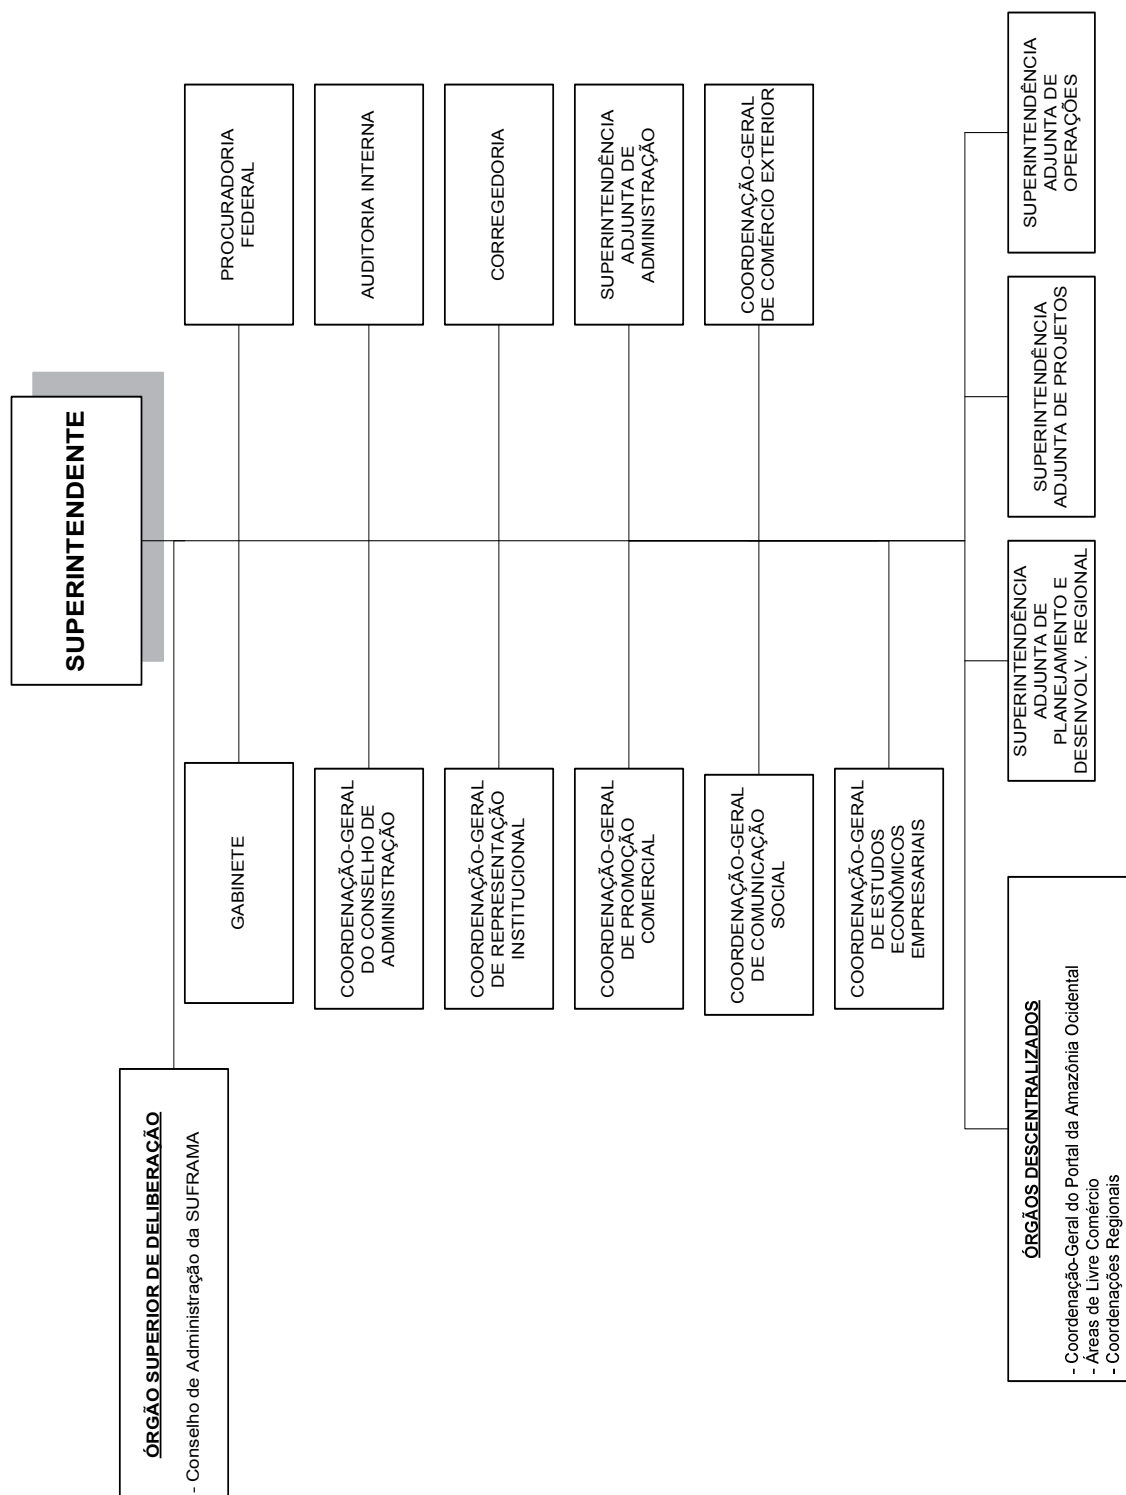 SUPERINTENDENTE
ÓRGÃO SUPERIOR DE DELIBERAÇÃO
- Conselho de Administração da SUFRAMA
GABINETE
PROCURADORIA
FEDERAL
COORDENAÇÃO-GERAL
DO CONSELHO DE
ADMINISTRAÇÃO
AUDITORIA INTERNA
COORDENAÇÃO-GERAL
DE REPRESENTAÇÃO
INSTITUCIONAL
CORREGEDORIA
COORDENAÇÃO-GERAL
DE PROMOÇÃO
COMERCIAL
SUPERINTENDÊNCIA
ADJUNTA DE
ADMINISTRAÇÃO
COORDENAÇÃO-GERAL
DE COMUNICAÇÃO
SOCIAL
COORDENAÇÃO-GERAL
DE COMÉRCIO EXTERIOR
COORDENAÇÃO-GERAL
DE ESTUDOS
ECONÔMICOS
EMPRESARIAIS
ÓRGÃOS DESCENTRALIZADOS
- Coordenação-Geral do Portal da Amazônia Ocidental
- Áreas de Livre Comércio
- Coordenações Regionais
SUPERINTENDÊNCIA
ADJUNTA DE
PLANEJAMENTO E
DESENVOLV. REGIONAL
SUPERINTENDÊNCIA
ADJUNTA DE PROJETOS
SUPERINTENDÊNCIA
ADJUNTA DE
OPERAÇÕES